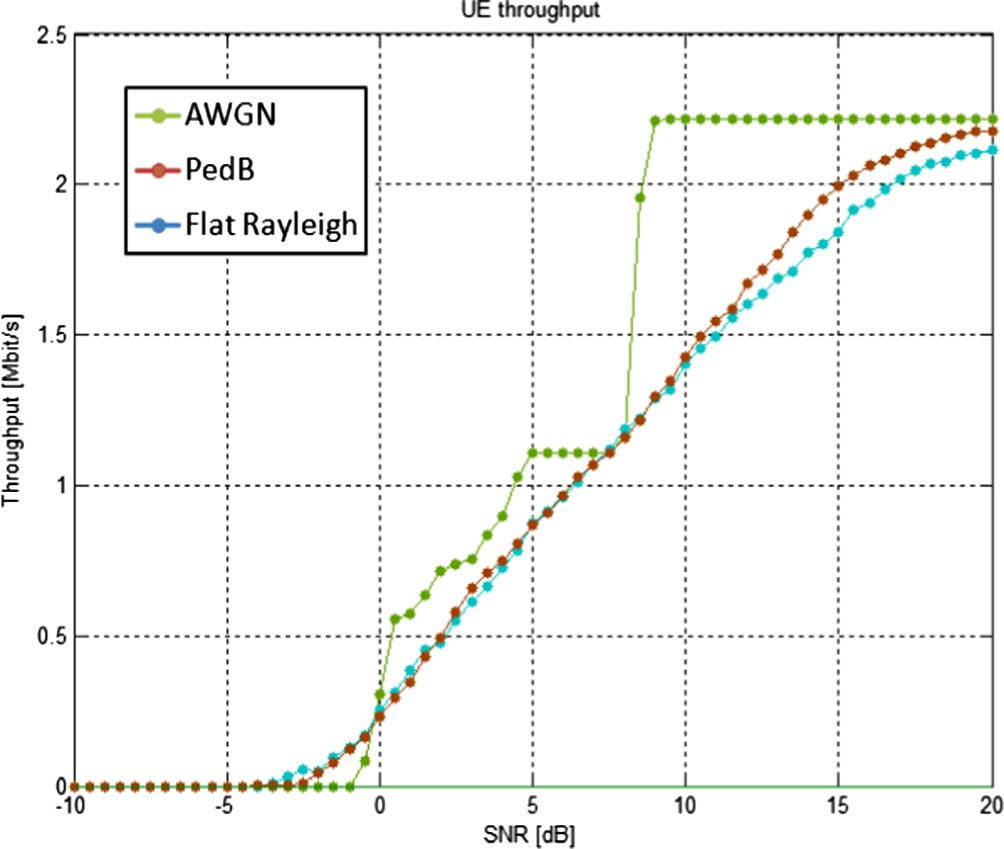 UE throughput
2.5
2
1.5
1
0.5
0
Throughput [Mbit/s]
AWGN
PedB
Flat Rayleigh
-10 -5 0 5 10 15 20
SNR [dB]